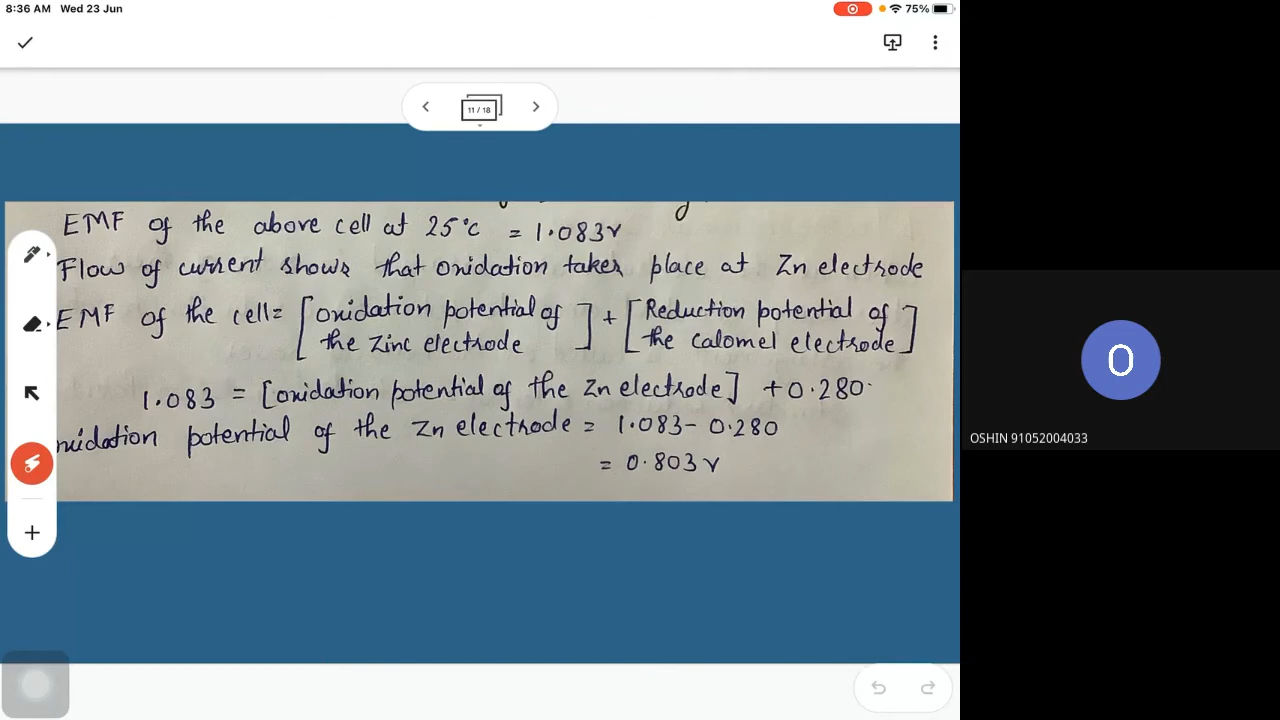 8:36 AM Wed 23 Jun
75%
11 / 18
EMF of the above cell at 25°C = 1.083V
Flow of current shows that oxidation takes place at Zn electrode
EMF of the cell= [oxidation potential of the Zinc electrode] + [Reduction potential of the calomel electrode]
1.083 = [oxidation potential of the Zn electrode] +0.280
oxidation potential of the Zn electrode = 1.083- 0.280
= 0.803 V
O
OSHIN 91052004033